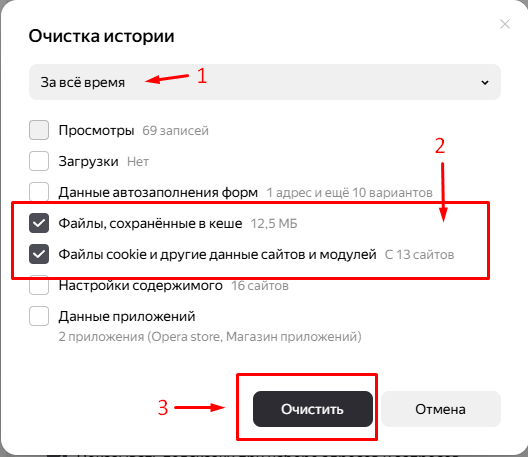 Очистка истории
За всё время
1
Просмотры 69 записей
Загрузки Нет
2
Данные автозаполнения форм 1 адрес и ещё 10 вариантов
Файлы, сохранённые в кеше 12,5 МБ
Файлы cookie и другие данные сайтов и модулей С 13 сайтов
Настройки содержимого 16 сайтов
Данные приложений
2 приложения (Opera store, Магазин приложений)
3
Очистить
Отмена